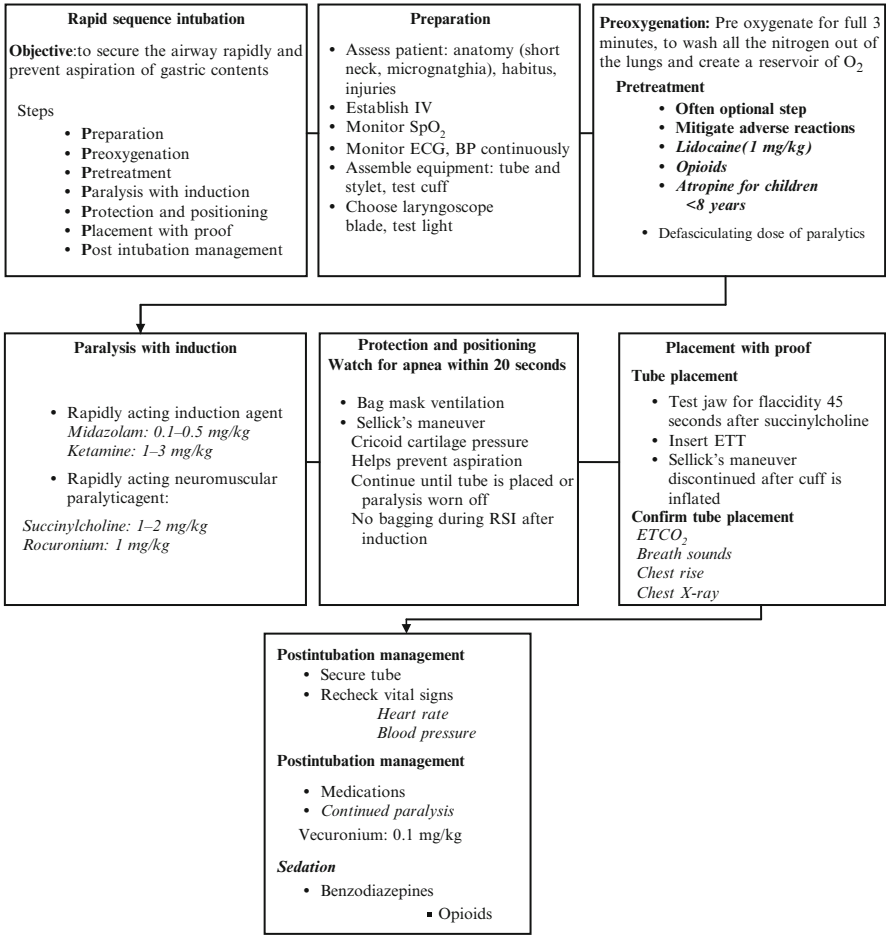 Rapid sequence intubation
Objective:to secure the airway rapidly and
prevent aspiration of gastric contents
Steps
• Preparation
• Preoxygenation
• Pretreatment
• Paralysis with induction
• Protection and positioning
• Placement with proof
• Post intubation management
Preparation
• Assess patient: anatomy (short
neck, micrognatghia), habitus,
injuries
• Establish IV
• Monitor SpO2
• Monitor ECG, BP continuously
• Assemble equipment: tube and
stylet, test cuff
• Choose laryngoscope
blade, test light
Preoxygenation: Pre oxygenate for full 3
minutes, to wash all the nitrogen out of
the lungs and create a reservoir of O2
Pretreatment
• Often optional step
• Mitigate adverse reactions
• Lidocaine(1 mg/kg)
• Opioids
• Atropine for children
<8 years
• Defasciculating dose of paralytics
Paralysis with induction
• Rapidly acting induction agent
Midazolam: 0.1–0.5 mg/kg
Ketamine: 1–3 mg/kg
• Rapidly acting neuromuscular
paralyticagent:
Succinylcholine: 1–2 mg/kg
Rocuronium: 1 mg/kg
Protection and positioning
Watch for apnea within 20 seconds
• Bag mask ventilation
• Sellick's maneuver
Cricoid cartilage pressure
Helps prevent aspiration
Continue until tube is placed or
paralysis worn off
No bagging during RSI after
induction
Placement with proof
Tube placement
• Test jaw for flaccidity 45
seconds after succinylcholine
• Insert ETT
• Sellick's maneuver
discontinued after cuff is
inflated
Confirm tube placement
ETCO2
Breath sounds
Chest rise
Chest X-ray
Postintubation management
• Secure tube
• Recheck vital signs
Heart rate
Blood pressure
Postintubation management
• Medications
• Continued paralysis
Vecuronium: 0.1 mg/kg
Sedation
• Benzodiazepines
▪ Opioids